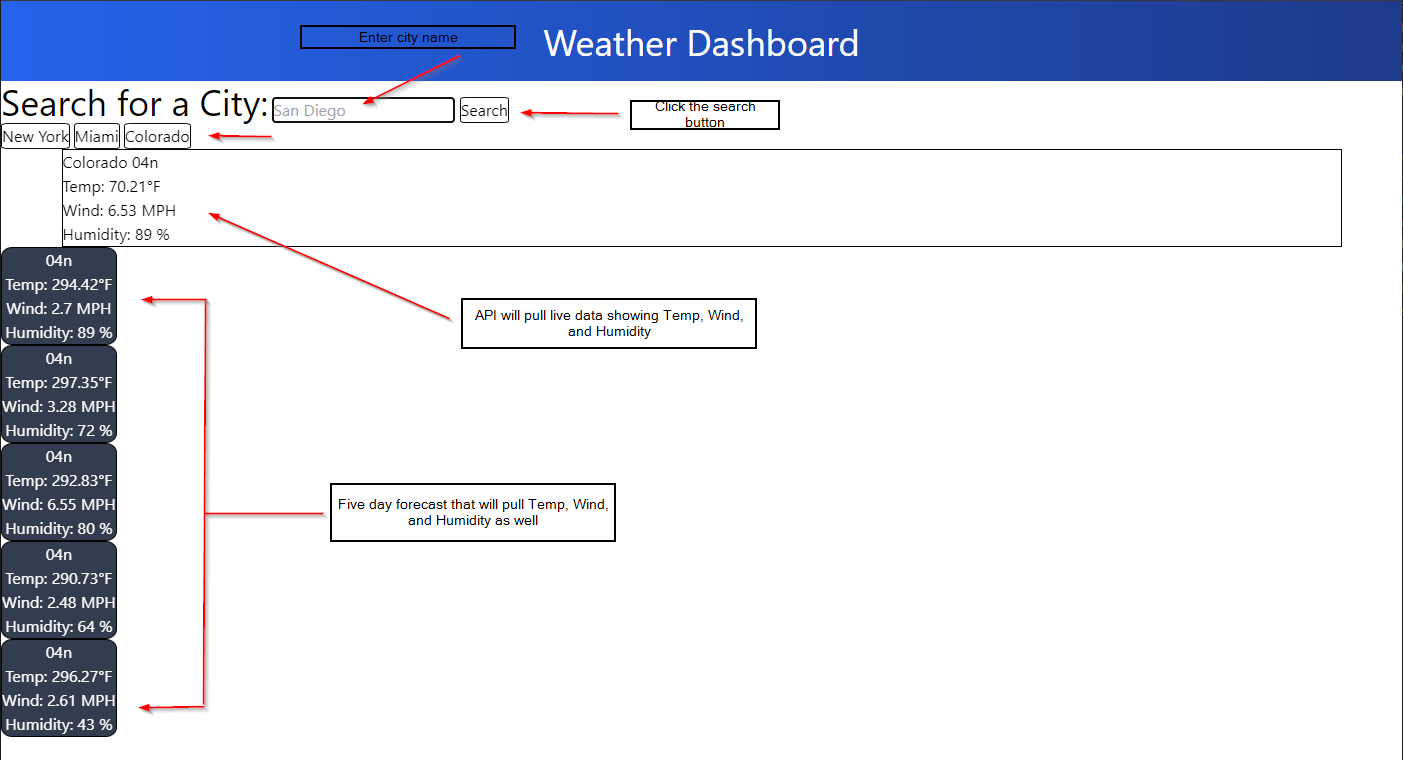 Enter city name
Weather Dashboard
Search for a City:
San Diego
Search
Click the search
button
New York
Miami
Colorado
Colorado 04n
Temp: 70.21°F
Wind: 6.53 MPH
Humidity: 89 %
04n
Temp: 294.42°F
Wind: 2.7 MPH
Humidity: 89 %
API will pull live data showing Temp, Wind,
and Humidity
04n
Temp: 297.35°F
Wind: 3.28 MPH
Humidity: 72 %
04n
Temp: 292.83°F
Wind: 6.55 MPH
Humidity: 80 %
Five day forecast that will pull Temp, Wind,
and Humidity as well
04n
Temp: 290.73°F
Wind: 2.48 MPH
Humidity: 64 %
04n
Temp: 296.27°F
Wind: 2.61 MPH
Humidity: 43 %